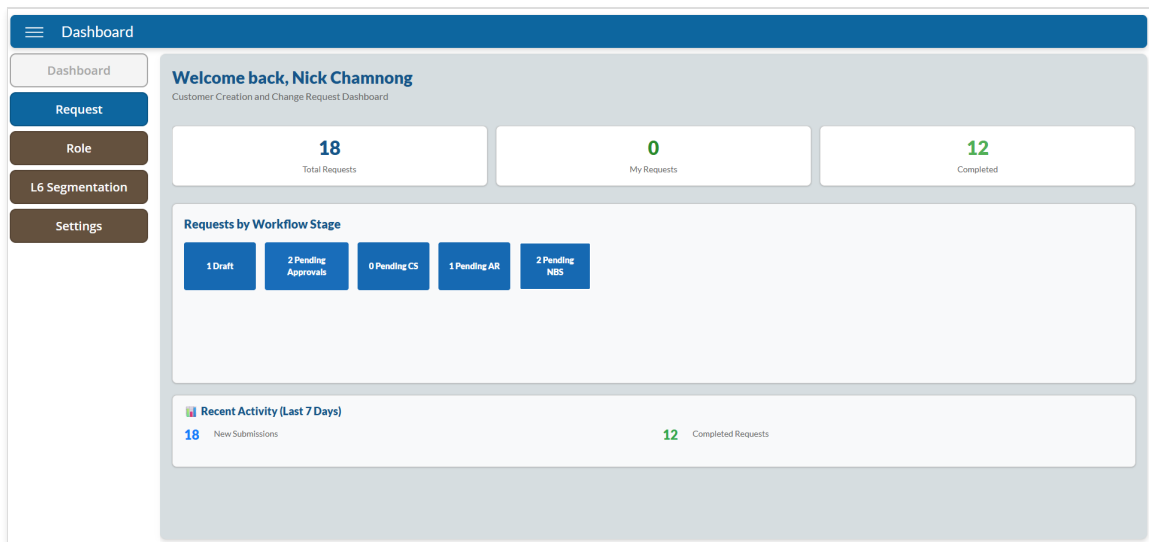 Dashboard
Dashboard
Request
Role
L6 Segmentation
Settings
Welcome back, Nick Chamnong
Customer Creation and Change Request Dashboard
18
Total Requests
0
My Requests
12
Completed
Requests by Workflow Stage
1 Draft
2 Pending
Approvals
0 Pending CS
1 Pending AR
2 Pending
NBS
Recent Activity (Last 7 Days)
18 New Submissions
12 Completed Requests